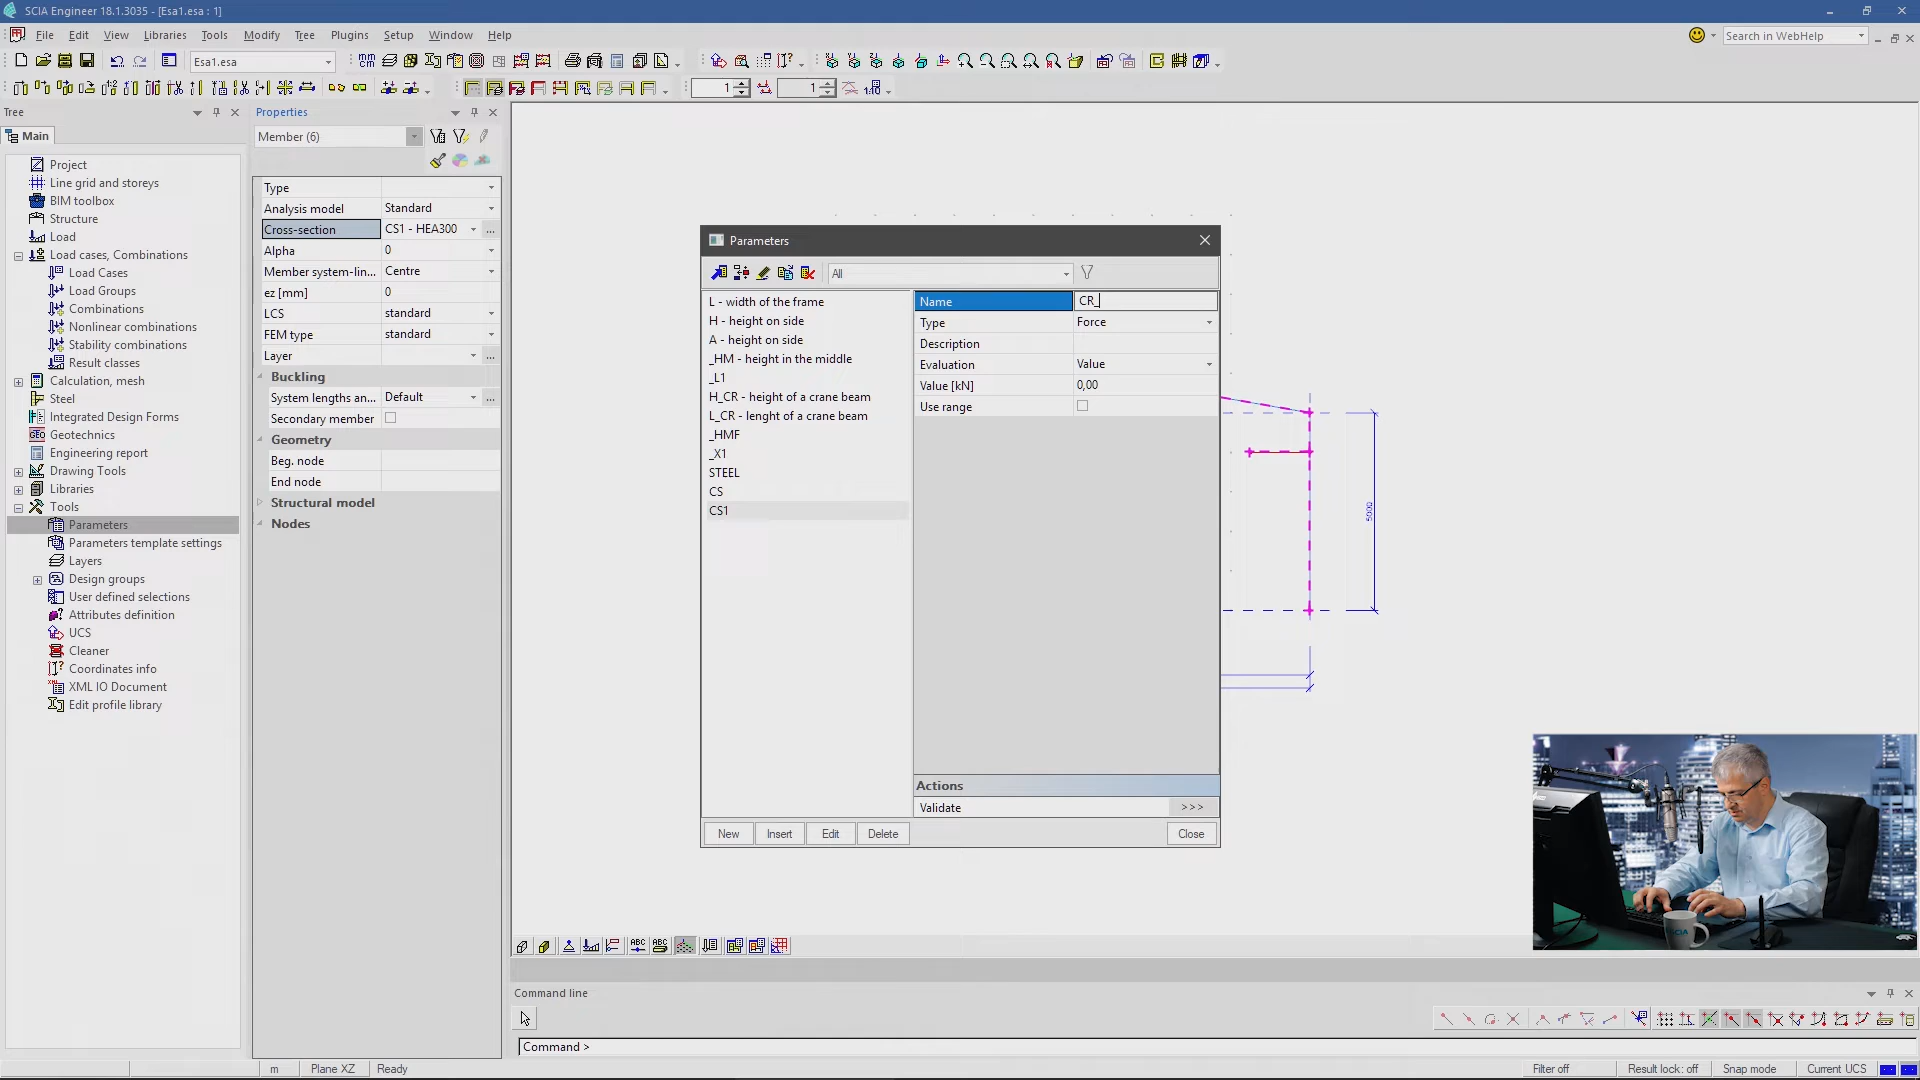 SCIA Engineer 18.1.3035 - [Esa1.esa : 1]
File Edit View Libraries Tools Modify Tree Plugins Setup Window Help
Search in WebHelp
Esa1.esa
1 1
Tree
Main
Project
Line grid and storeys
BIM toolbox
Structure
Load
Load cases, Combinations
Load Cases
Load Groups
Combinations
Nonlinear combinations
Stability combinations
Result classes
Calculation, mesh
Steel
Integrated Design Forms
Geotechnics
Engineering report
Drawing Tools
Libraries
Tools
Parameters
Parameters template settings
Layers
Design groups
User defined selections
Attributes definition
UCS
Cleaner
Coordinates info
XML IO Document
Edit profile library
Properties
Member (6)
Type
Analysis model Standard
Cross-section CS1 - HEA300 ...
Alpha 0
Member system-lin... Centre
ez [mm] 0
LCS standard
FEM type standard
Layer ...
Buckling
System lengths an... Default ...
Secondary member
Geometry
Beg. node
End node
Structural model
Nodes
Parameters
All
L - width of the frame
H - height on side
A - height on side
_HM - height in the middle
_L1
H_CR - height of a crane beam
L_CR - lenght of a crane beam
_HMF
_X1
STEEL
CS
CS1
Name CR_
Type Force
Description
Evaluation Value
Value [kN] 0,00
Use range
Actions
Validate >>>
New Insert Edit Delete Close
5000
SCIA
Command line
Command >
m Plane XZ Ready Filter off Result lock: off Snap mode Current UCS